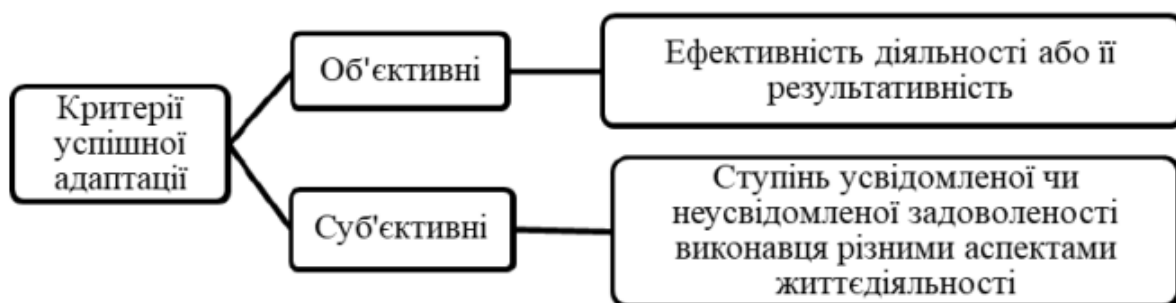 Критерії
успішної
адаптації
Об'єктивні
Ефективність діяльності або її
результативність
Суб'єктивні
Ступінь усвідомленої чи
неусвідомленої задоволеності
виконавця різними аспектами
життєдіяльності